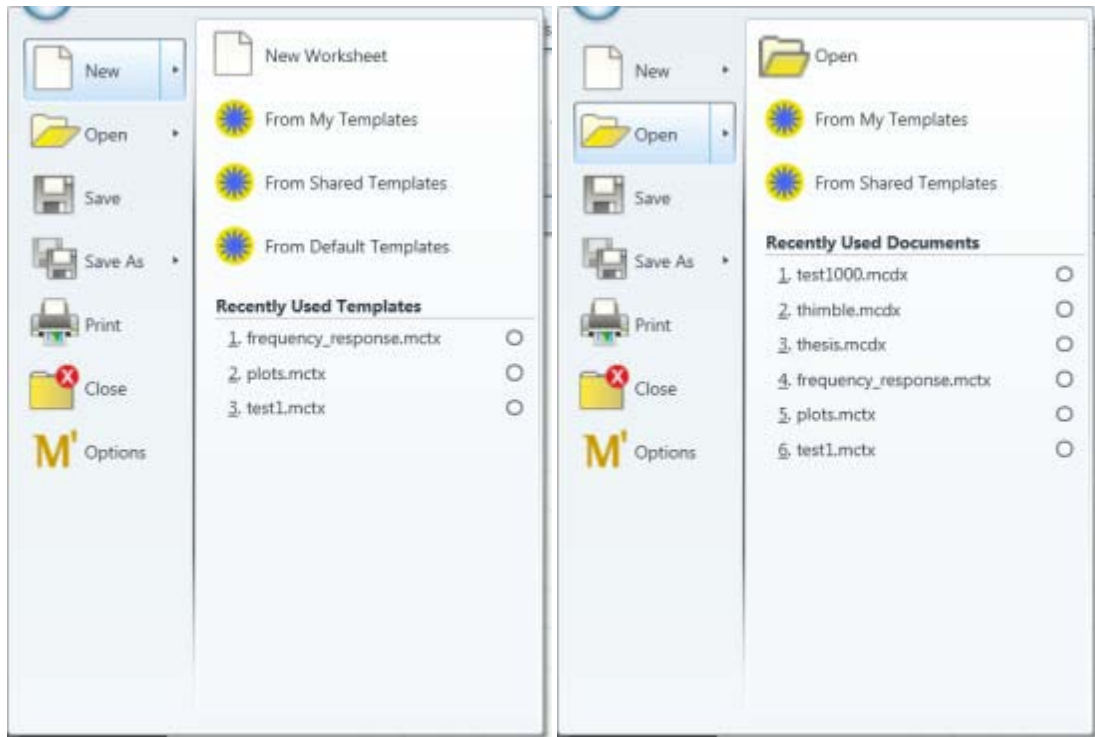 New
Open
Save
Save As
Print
Close
M' Options
New Worksheet
From My Templates
From Shared Templates
From Default Templates
Recently Used Templates
1. frequency_response.mctx
2. plots.mctx
3. test1.mctx
New
Open
Save
Save As
Print
Close
M' Options
Open
From My Templates
From Shared Templates
Recently Used Documents
1. test1000.mcdx
2. thimble.mcdx
3. thesis.mcdx
4. frequency_response.mctx
5. plots.mctx
6. test1.mctx